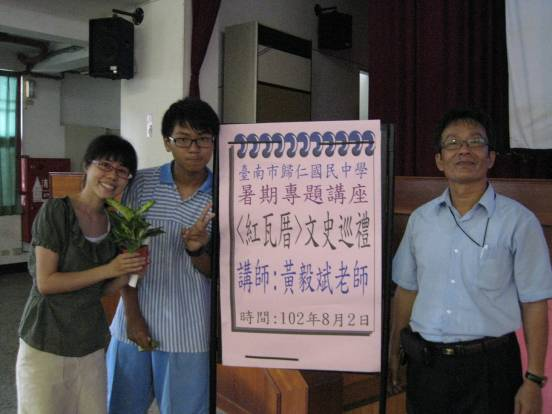 臺南市歸仁國民中學
暑期專題講座
〈紅瓦厝〉文史巡禮
講師:黃毅斌老師
時間:102年8月2日